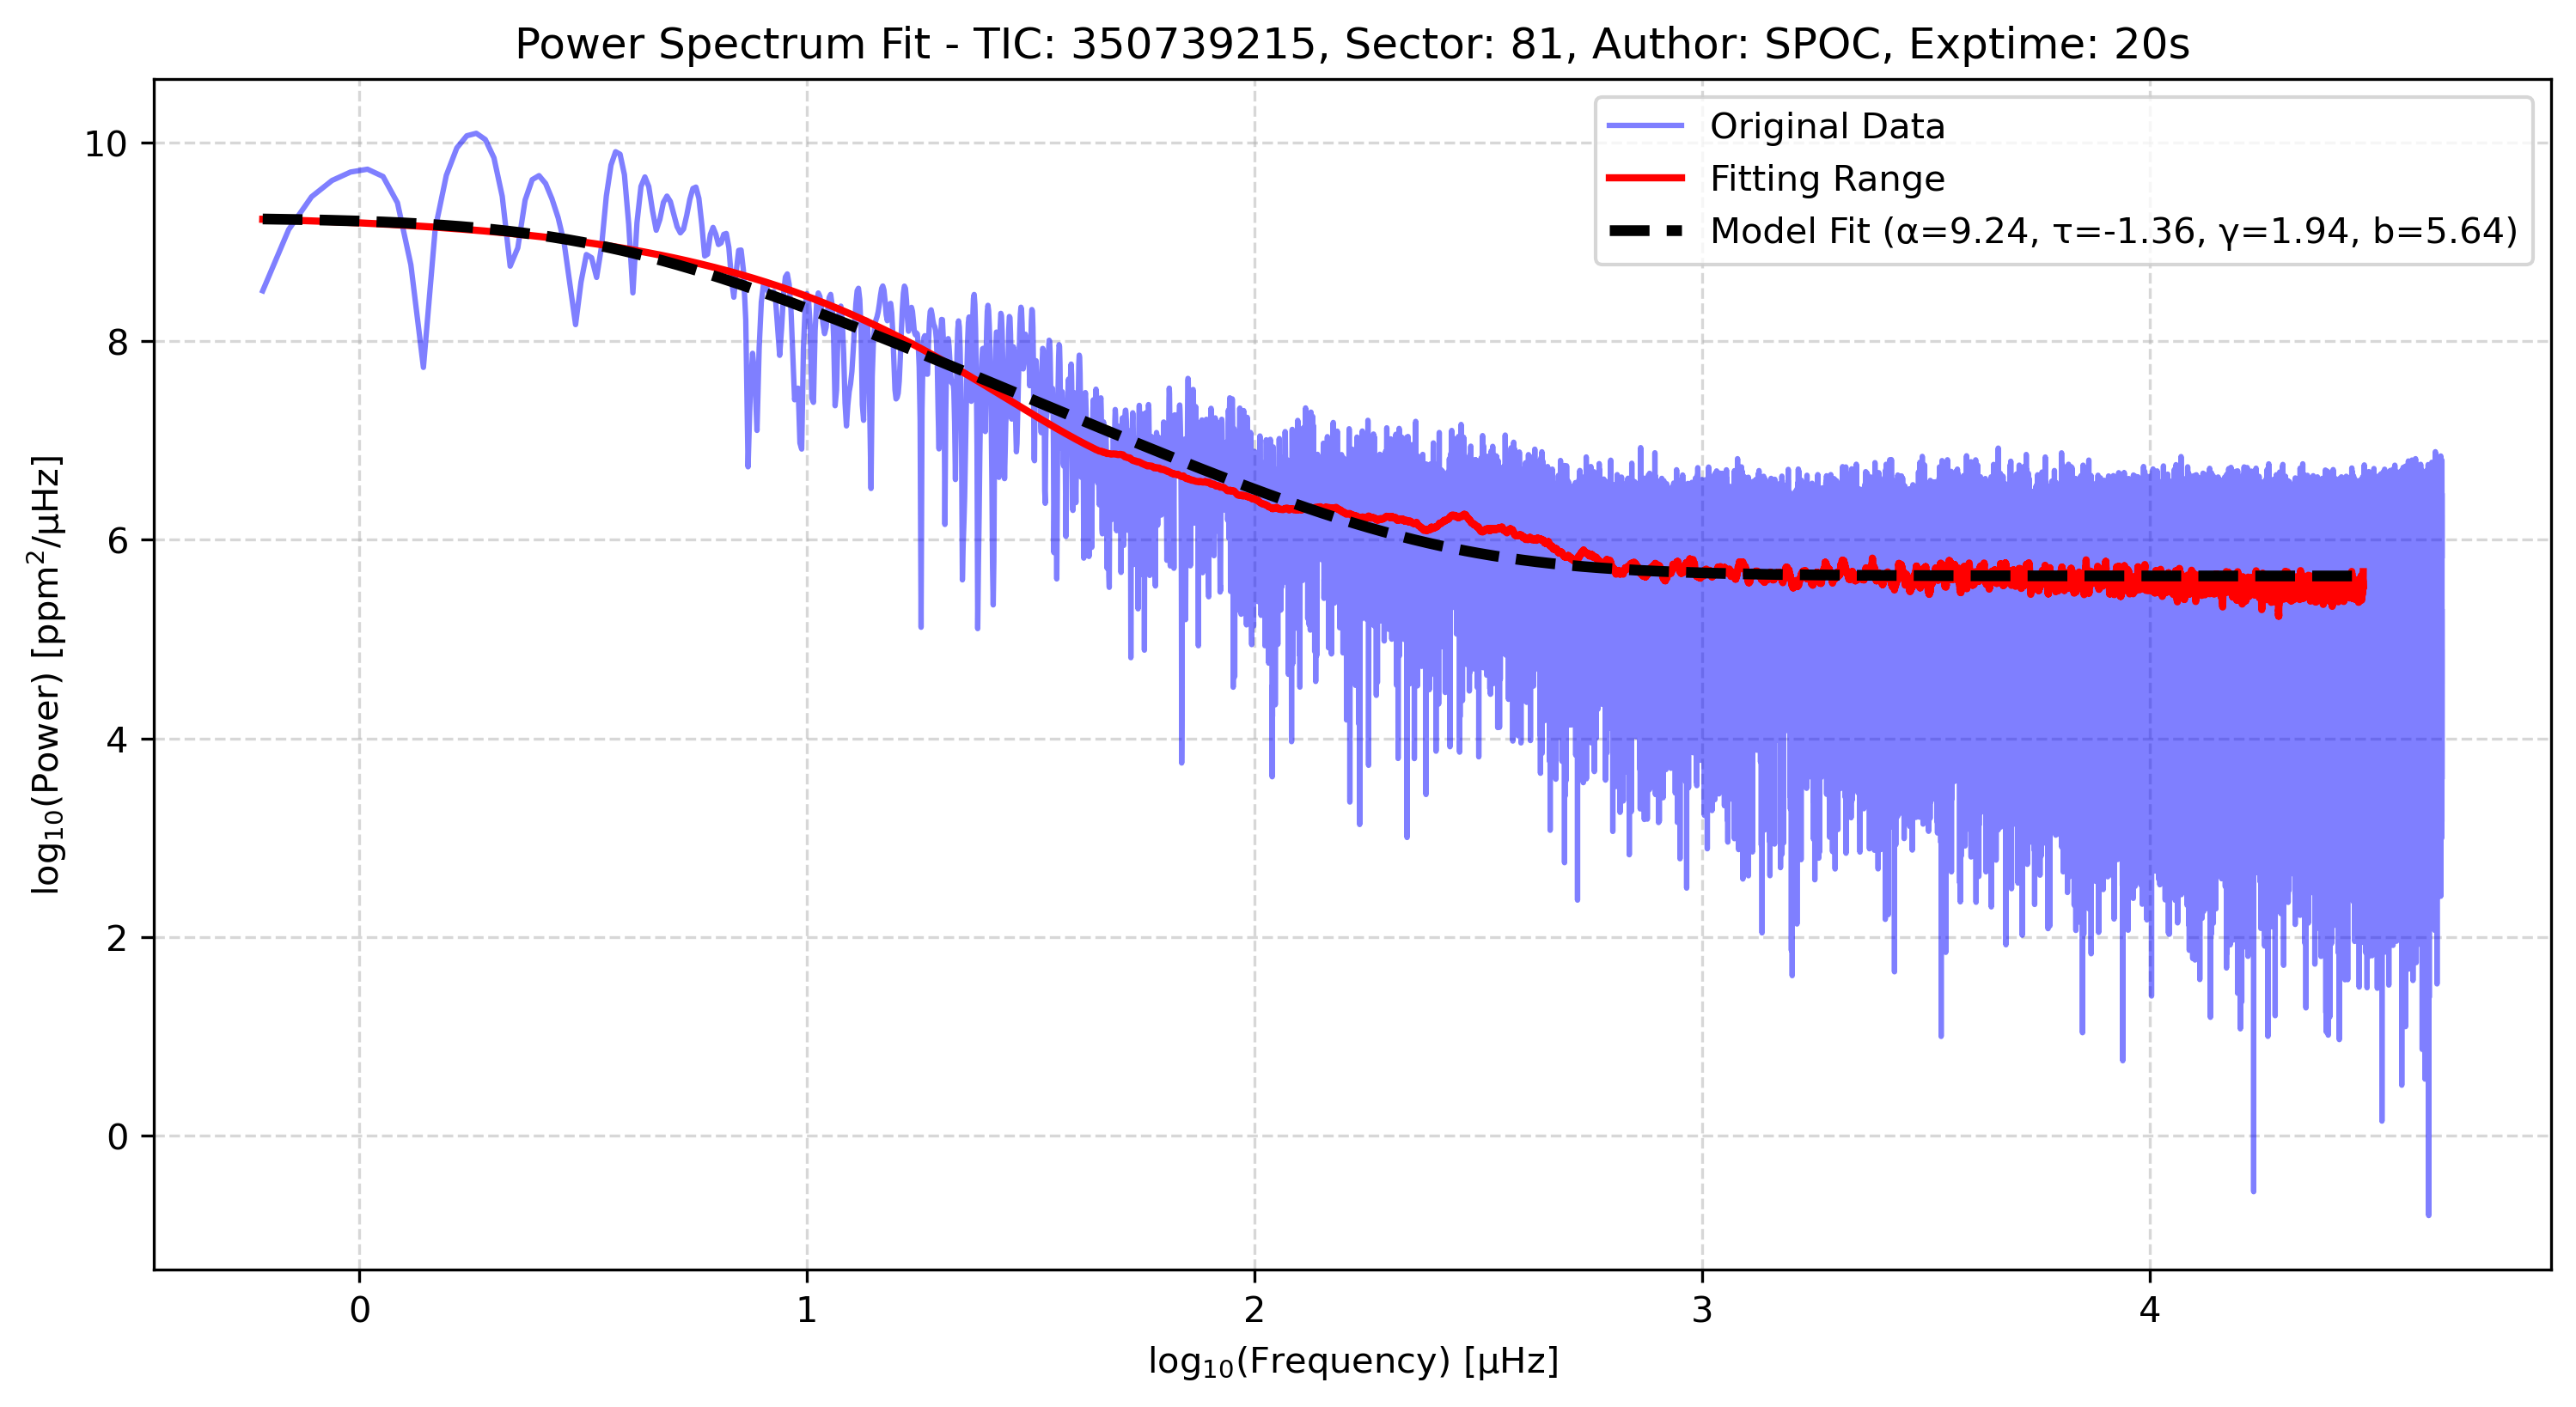 Power Spectrum Fit - TIC: 350739215, Sector: 81, Author: SPOC, Exptime: 20s
Original Data
Fitting Range
Model Fit (α=9.24, τ=-1.36, γ=1.94, b=5.64)
log₁₀(Power) [ppm²/μHz]
10
8
6
4
2
0
0 1 2 3 4
log₁₀(Frequency) [μHz]